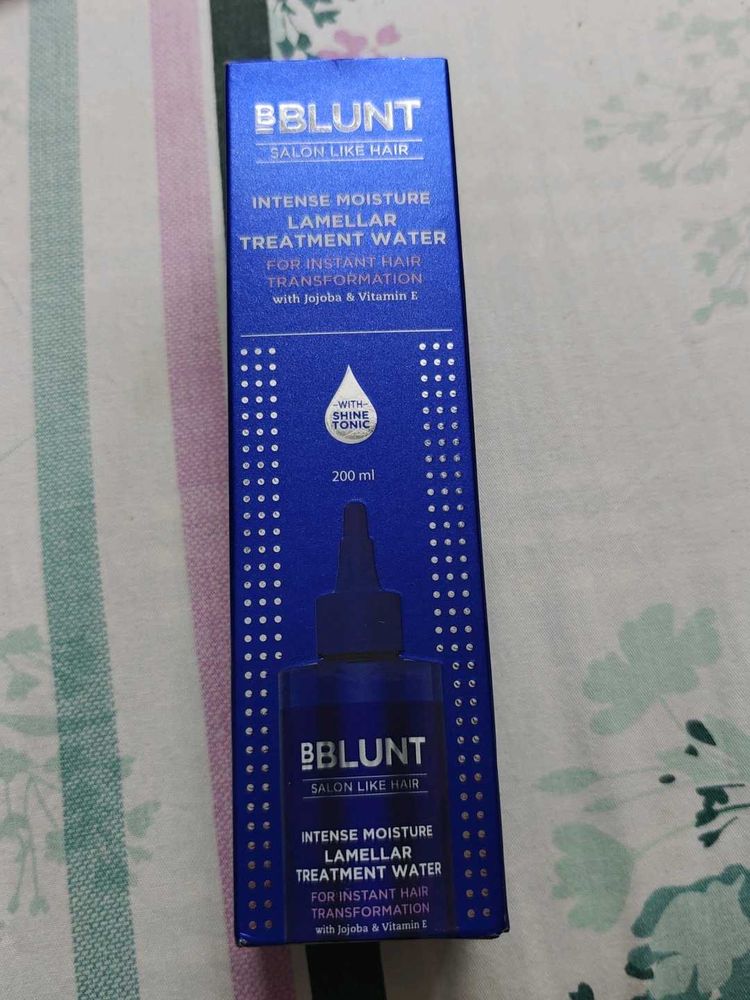 BBLUNT
SALON LIKE HAIR
INTENSE MOISTURE
LAMELLAR
TREATMENT WATER
FOR INSTANT HAIR
TRANSFORMATION
with Jojoba & Vitamin E
-WITH-
SHINE
TONIC
200 ml
BBLUNT
SALON LIKE HAIR
INTENSE MOISTURE
LAMELLAR
TREATMENT WATER
FOR INSTANT HAIR
TRANSFORMATION
with Jojoba & Vitamin E